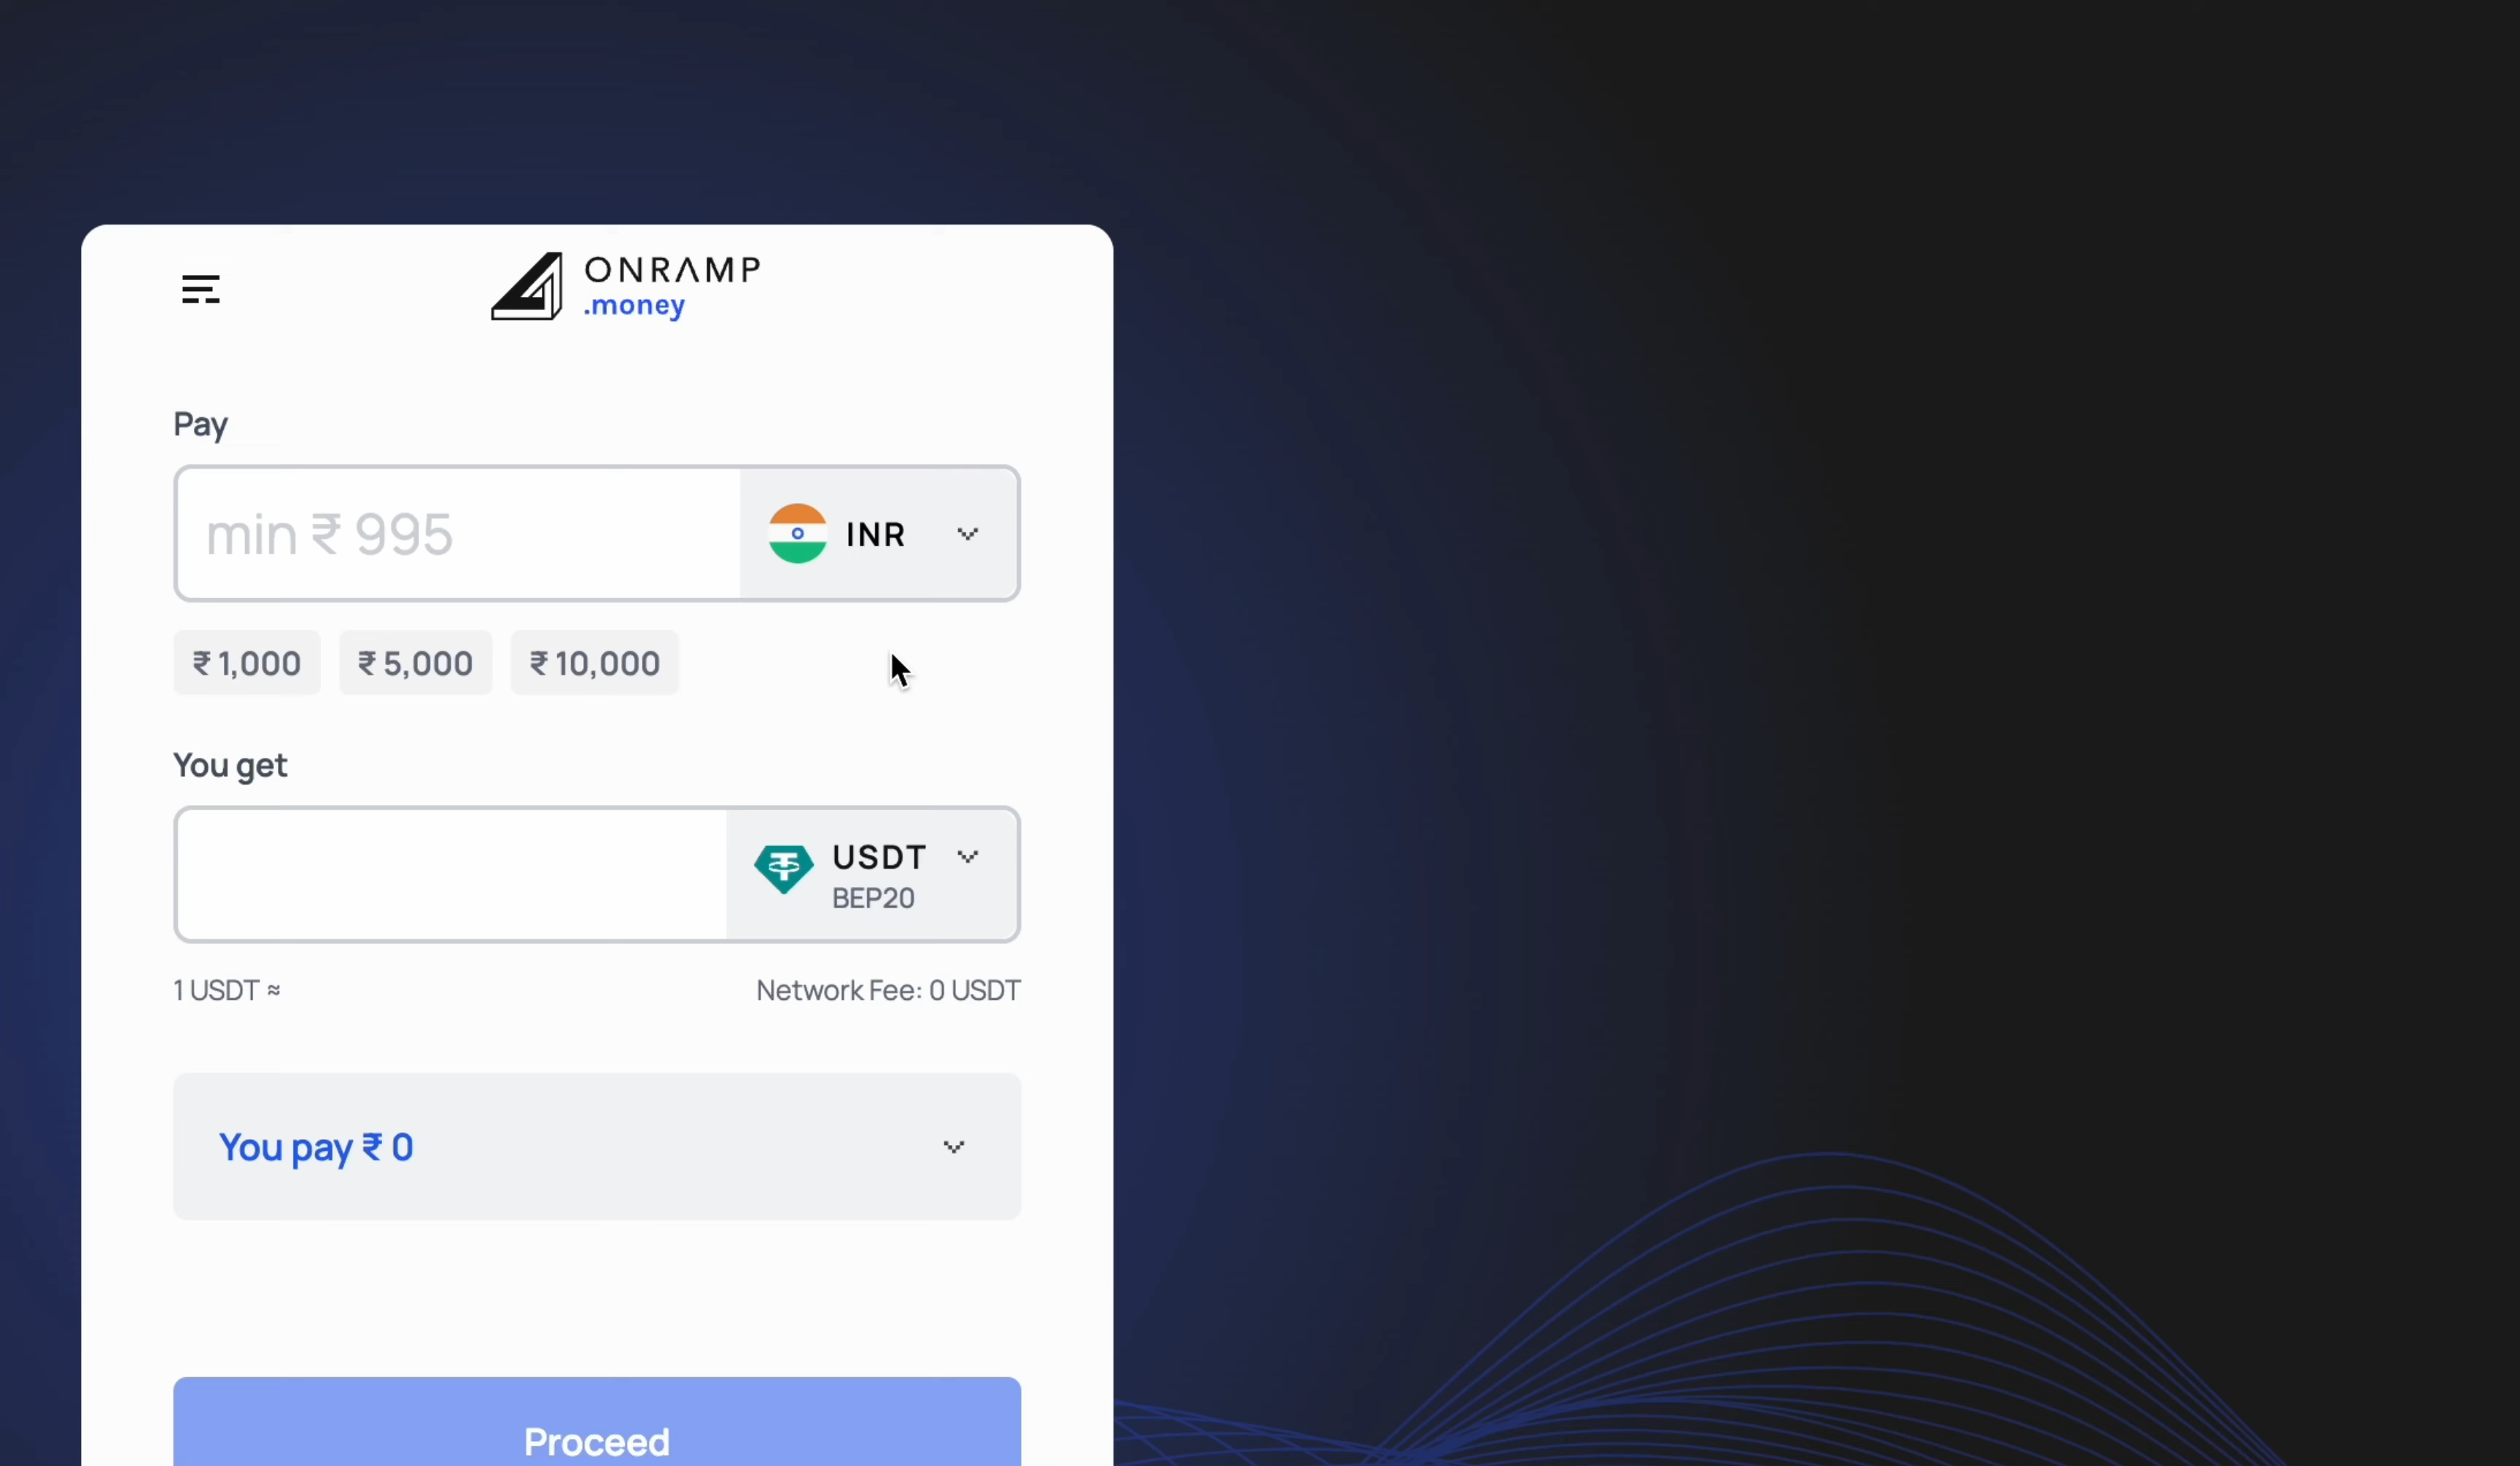 ONRAMP
.money
Pay
min ₹ 995
INR
₹ 1,000
₹ 5,000
₹ 10,000
You get
USDT
BEP20
1 USDT ≈
Network Fee: 0 USDT
You pay ₹ 0
Proceed